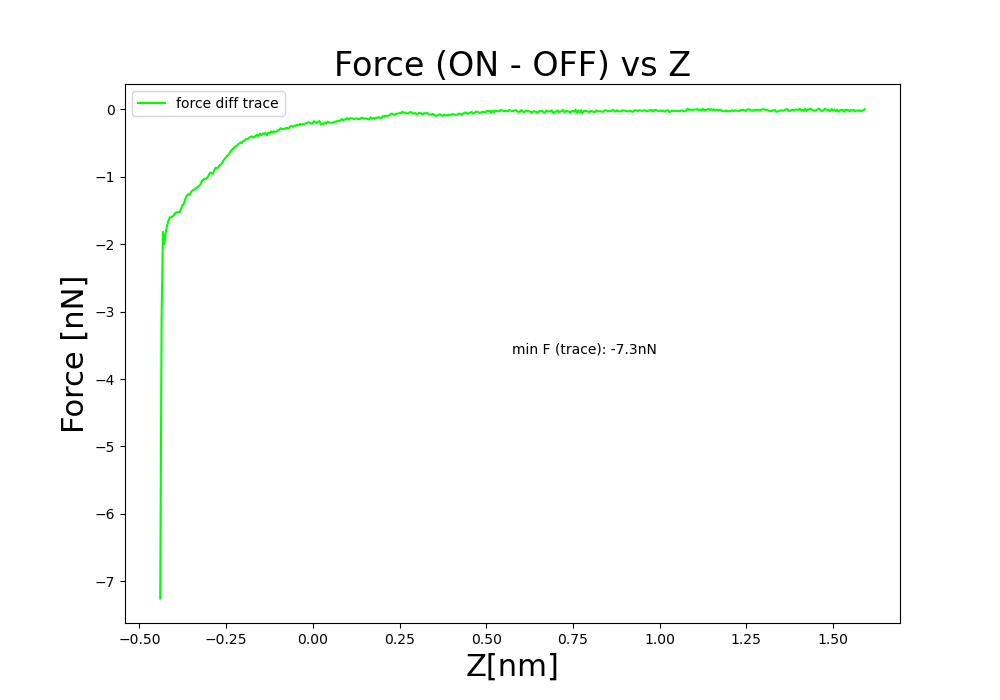 Force (ON - OFF) vs Z
force diff trace
Force [nN]
0
−1
−2
−3
−4
−5
−6
−7
min F (trace): -7.3nN
−0.50 −0.25 0.00 0.25 0.50 0.75 1.00 1.25 1.50
Z[nm]